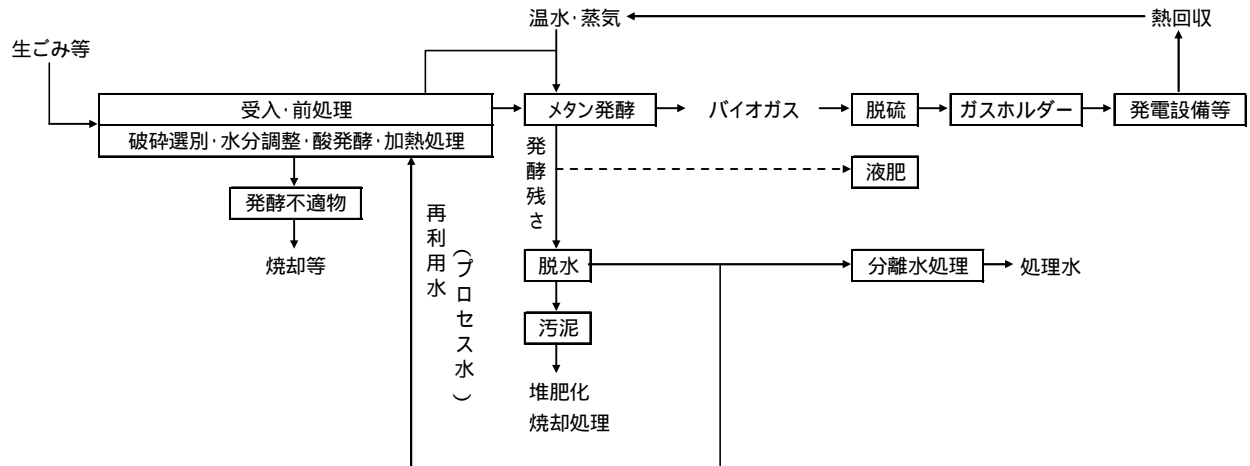 温水・蒸気
熱回収
生ごみ等
受入・前処理
メタン発酵
バイオガス
脱硫
ガスホルダー
発電設備等
破砕選別・水分調整・酸発酵・加熱処理
発酵残さ
液肥
発酵不適物
再利用水
（プロセス水）
焼却等
脱水
分離水処理
処理水
汚泥
堆肥化
焼却処理